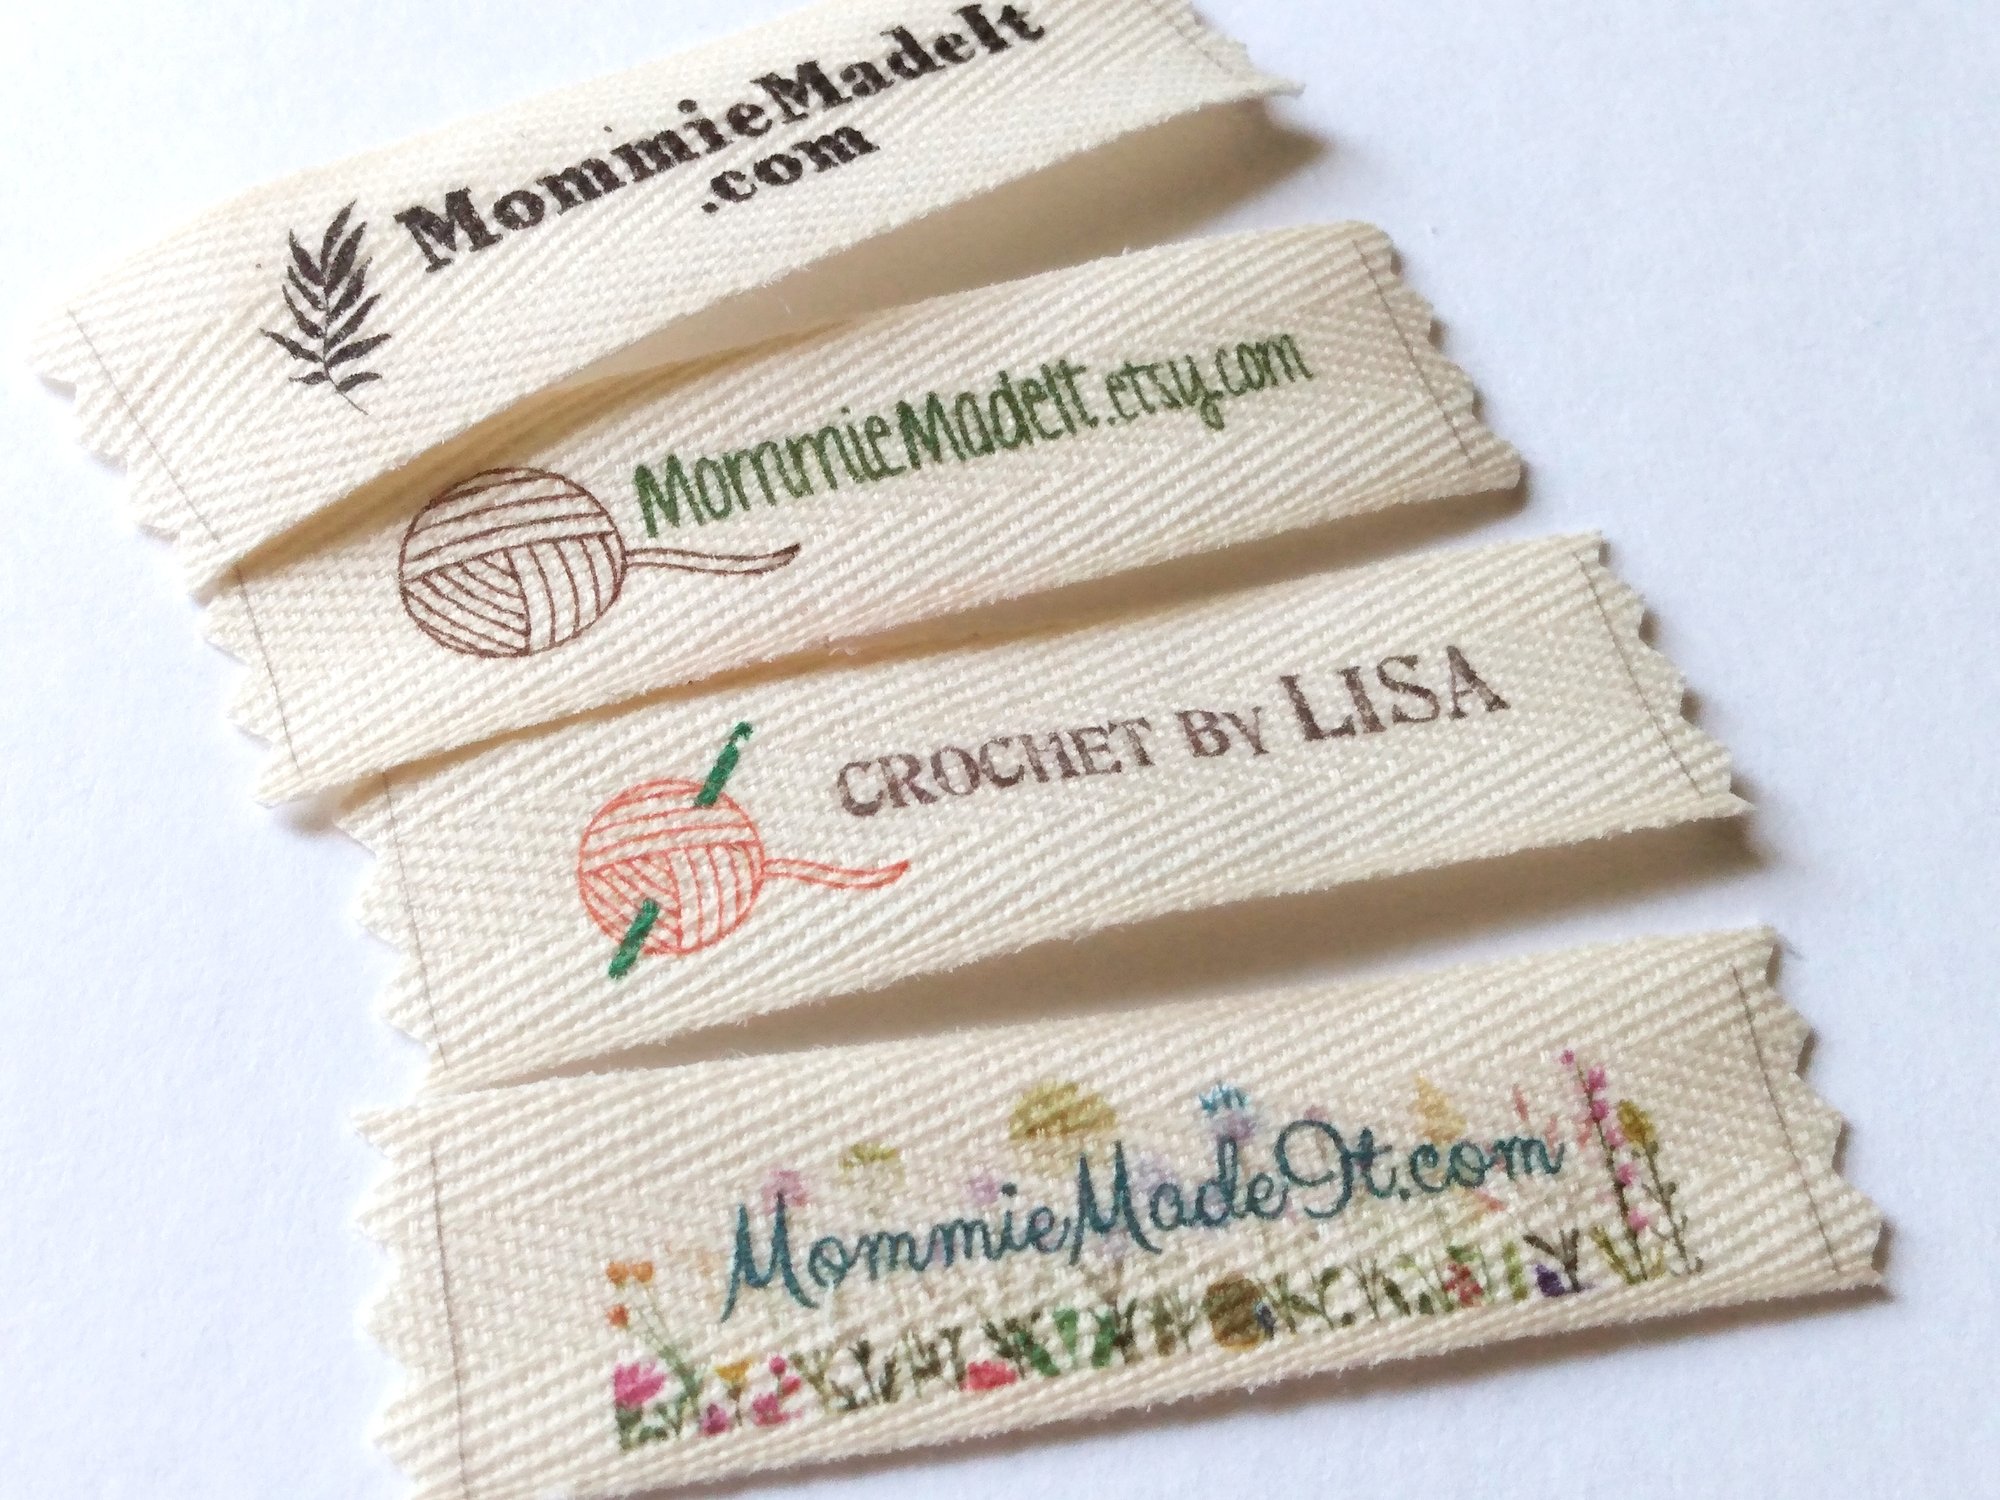 MommieMadeIt
.com
MommieMadeIt.etsy.com
CROCHET BY LISA
MommieMadeIt.com